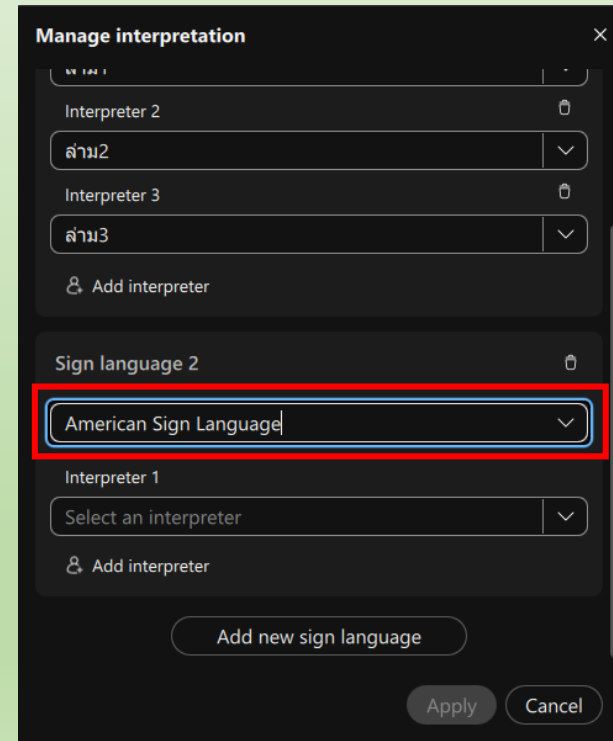 Manage interpretation
Interpreter 2
ล่าม2
Interpreter 3
ล่าม3
Add interpreter
Sign language 2
American Sign Language
Interpreter 1
Select an interpreter
Add interpreter
Add new sign language
Apply
Cancel